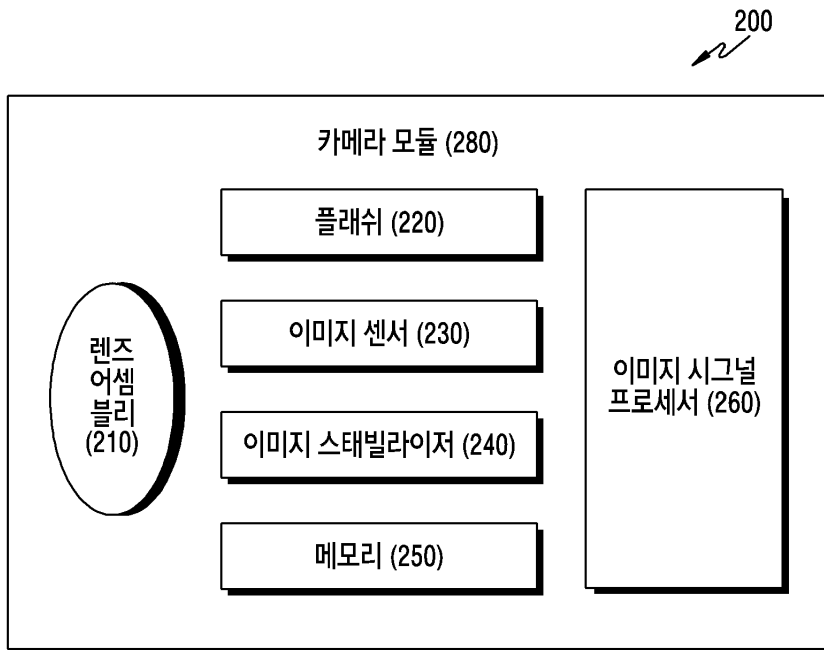 200
카메라 모듈 (280)
플래쉬 (220)
렌즈
어셈
블리
(210)
이미지 센서 (230)
이미지 스태빌라이저 (240)
메모리 (250)
이미지 시그널
프로세서 (260)